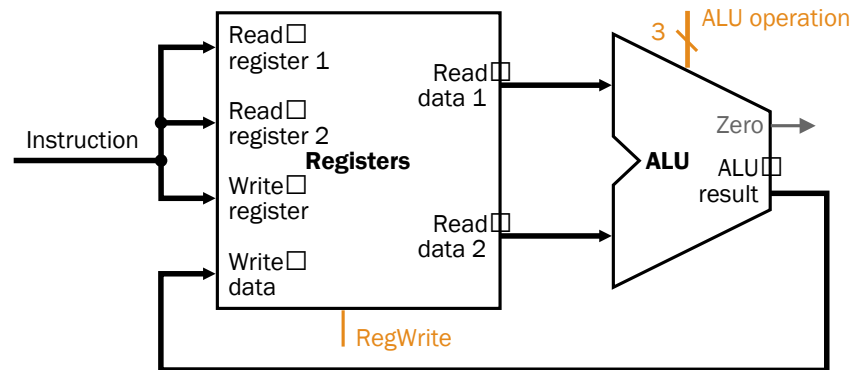 Instruction
Read
register 1
Read
register 2
Write
register
Write
data
Registers
Read
data 1
Read
data 2
RegWrite
3
ALU operation
Zero
ALU
ALU
result